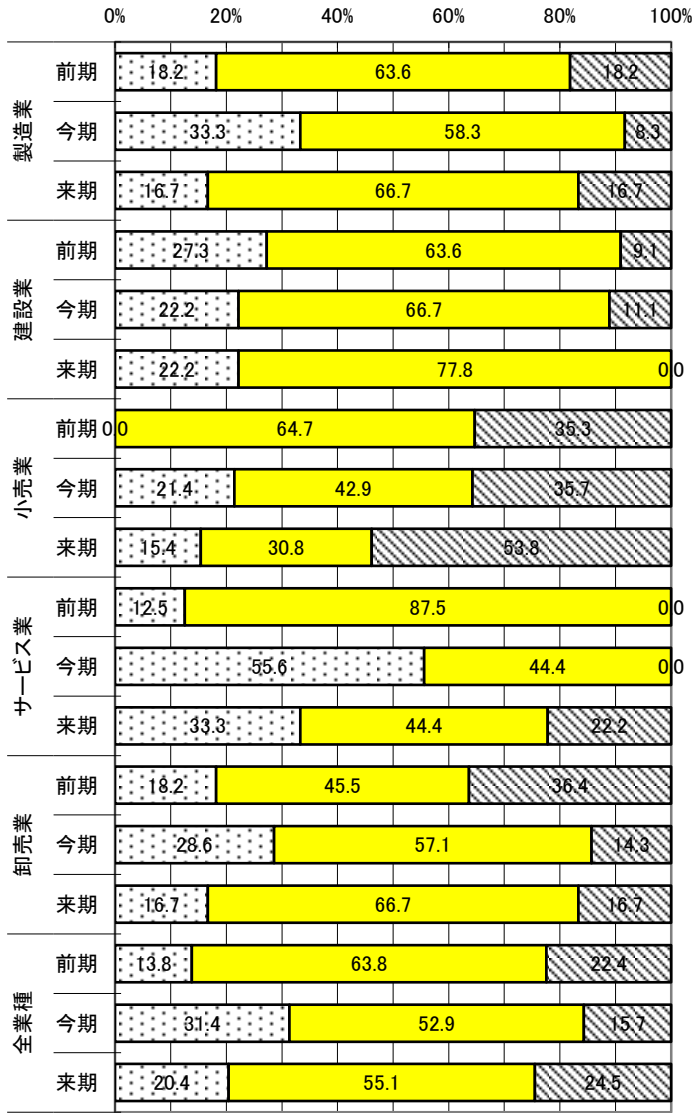 0% 20% 40% 60% 80% 100%
製造業
前期 18.2 63.6 18.2
今期 33.3 58.3 8.3
来期 16.7 66.7 16.7
建設業
前期 27.3 63.6 9.1
今期 22.2 66.7 11.1
来期 22.2 77.8 0.0
小売業
前期 0.0 64.7 35.3
今期 21.4 42.9 35.7
来期 15.4 30.8 53.8
サービス業
前期 12.5 87.5 0.0
今期 55.6 44.4 0.0
来期 33.3 44.4 22.2
卸売業
前期 18.2 45.5 36.4
今期 28.6 57.1 14.3
来期 16.7 66.7 16.7
全業種
前期 13.8 63.8 22.4
今期 31.4 52.9 15.7
来期 20.4 55.1 24.5